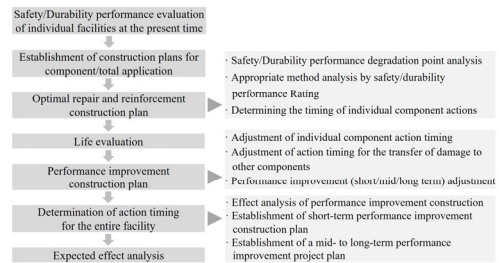 Safety/Durability performance evaluation
of individual facilities at the present time
Establishment of construction plans for
component/total application
Optimal repair and reinforcement
construction plan
· Safety/Durability performance degradation point analysis
· Appropriate method analysis by safety/durability
performance Rating
· Determining the timing of individual component actions
Life evaluation
Performance improvement
construction plan
· Adjustment of individual component action timing
· Adjustment of action timing for the transfer of damage to
other components
· Performance improvement (short/mid/long term) adjustment
Determination of action timing
for the entire facility
· Effect analysis of performance improvement construction
· Establishment of short-term performance improvement
construction plan
· Establishment of a mid- to long-term performance
improvement project plan
Expected effect analysis